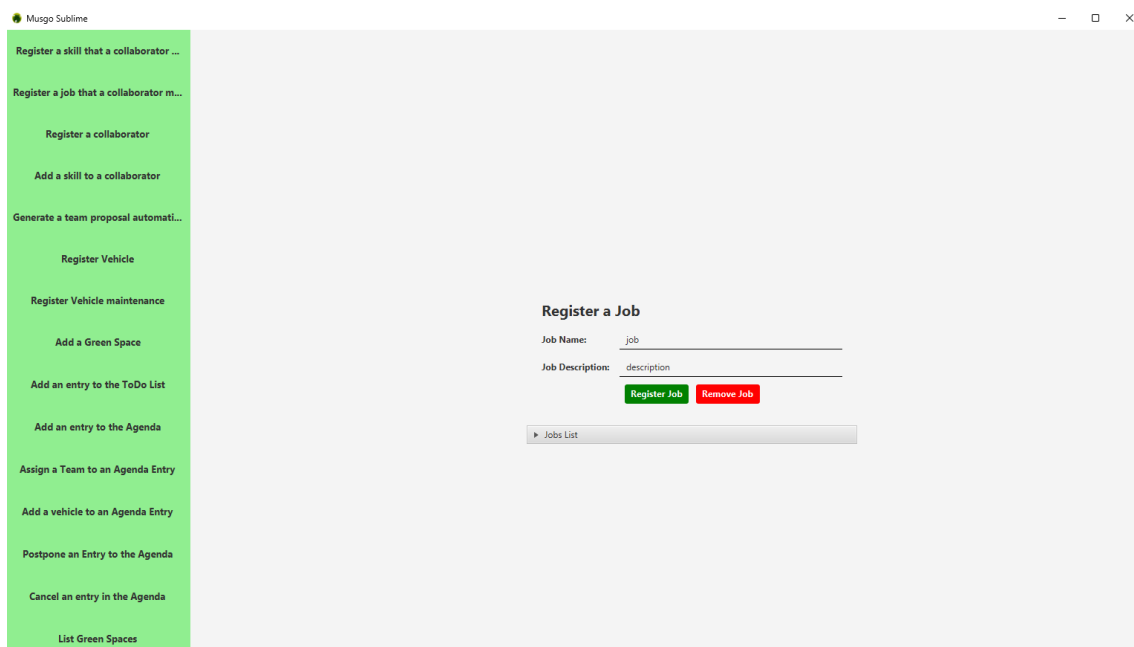 Musgo Sublime
Register a skill that a collaborator ...
Register a job that a collaborator m...
Register a collaborator
Add a skill to a collaborator
Generate a team proposal automati...
Register Vehicle
Register Vehicle maintenance
Add a Green Space
Add an entry to the ToDo List
Add an entry to the Agenda
Assign a Team to an Agenda Entry
Add a vehicle to an Agenda Entry
Postpone an Entry to the Agenda
Cancel an entry in the Agenda
List Green Spaces
Register a Job
Job Name: job
Job Description: description
Register Job Remove Job
Jobs List